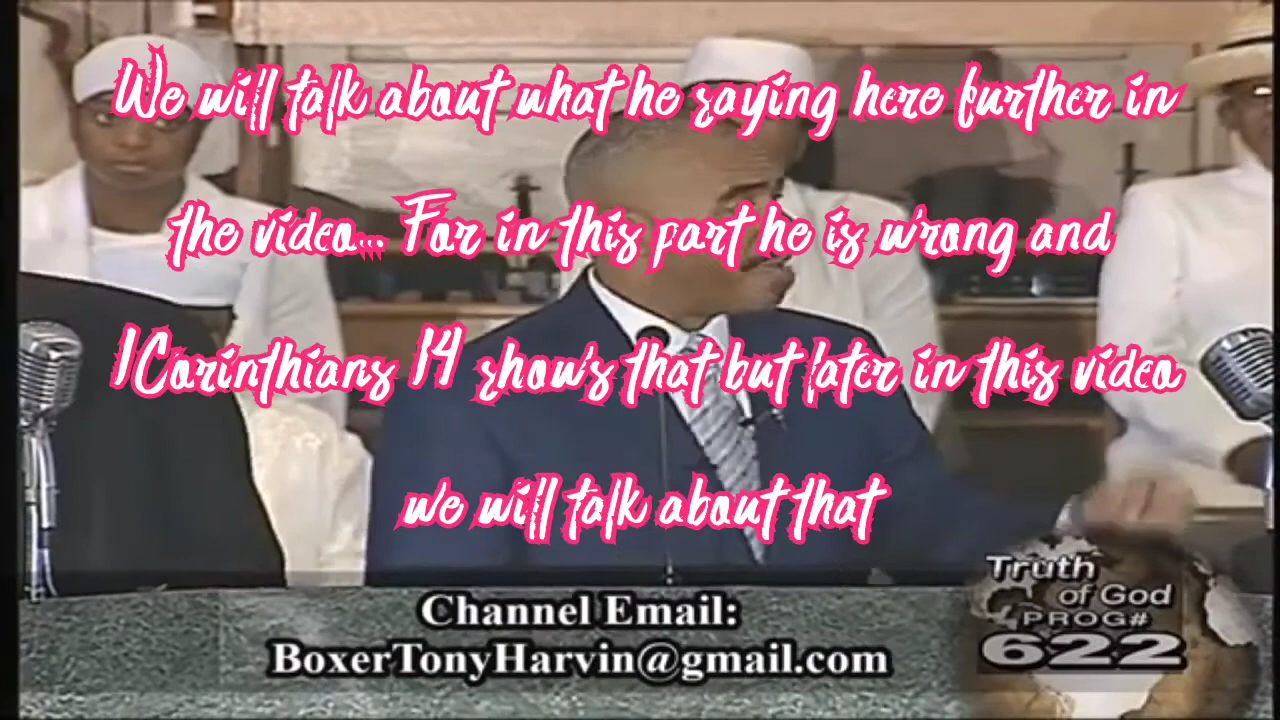 We will talk about what he saying here further in
the video... For in this part he is wrong and
1Corinthians 14 shows that but later in this video
we will talk about that
Truth
of God
PROG#
622
Channel Email:
BoxerTonyHarvin@gmail.com